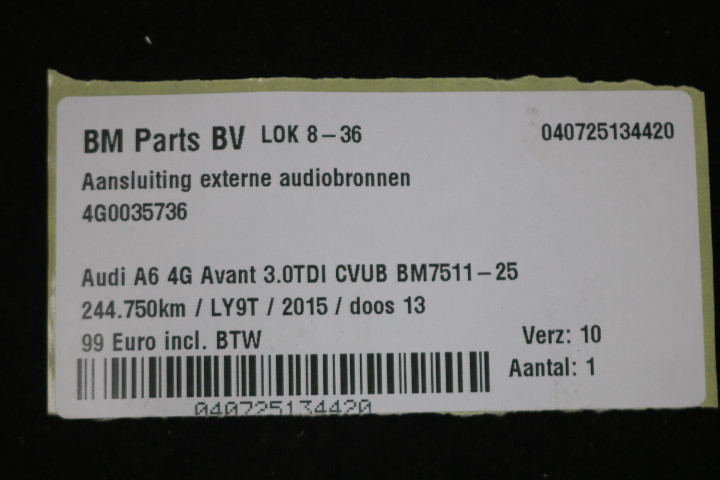 BM Parts BV LOK 8-36 040725134420
Aansluiting externe audiobronnen
4G0035736
Audi A6 4G Avant 3.0TDI CVUB BM7511-25
244.750km / LY9T / 2015 / doos 13
99 Euro incl. BTW Verz: 10
Aantal: 1
040725134420